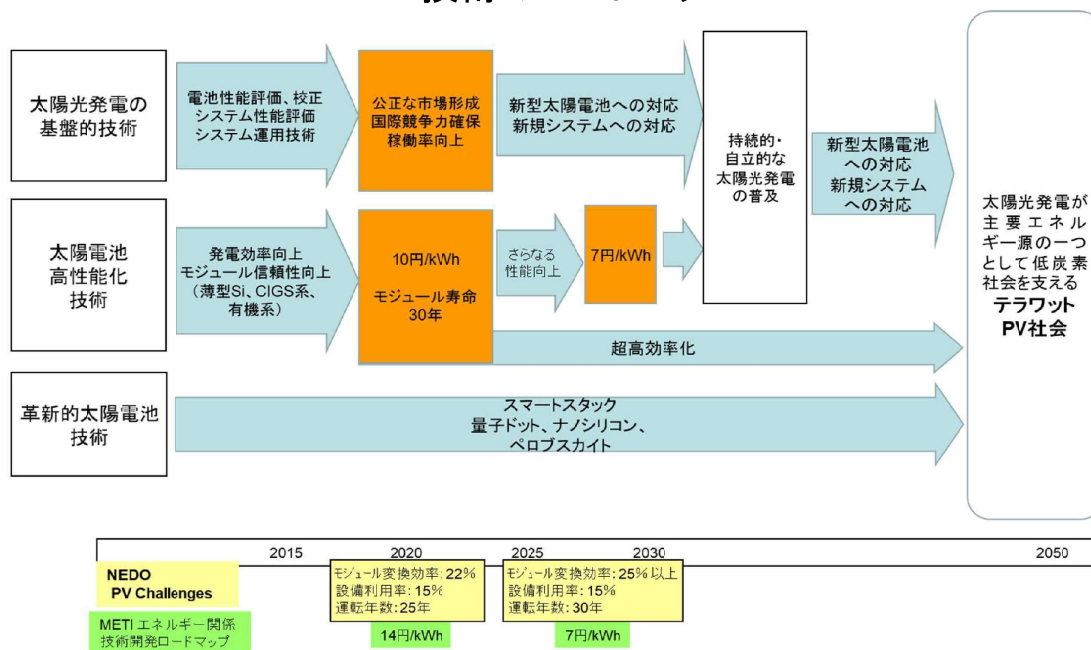 太陽光発電の
基盤的技術
電池性能評価、校正
システム性能評価
システム運用技術
公正な市場形成
国際競争力確保
稼働率向上
新型太陽電池への対応
新規システムへの対応
持続的・
自立的な
太陽光発電
の普及
新型太陽電池
への対応
新規システム
への対応
太陽光発電が
主要エネル
ギー源の一つ
として低炭素
社会を支える
テラワット
PV社会
太陽電池
高性能化
技術
発電効率向上
モジュール信頼性向上
（薄型Si、CIGS系、
有機系）
10円/kWh
モジュール寿命
30年
さらなる
性能向上
7円/kWh
超高効率化
革新的太陽電池
技術
スマートスタック
量子ドット、ナノシリコン、
ペロブスカイト
2015 2020 2025 2030 2050
NEDO
PV Challenges
モジュール変換効率: 22%
設備利用率: 15%
運転年数: 25年
モジュール変換効率: 25% 以上
設備利用率: 15%
運転年数: 30年
METI エネルギー関係
技術開発ロードマップ
14円/kWh
7円/kWh